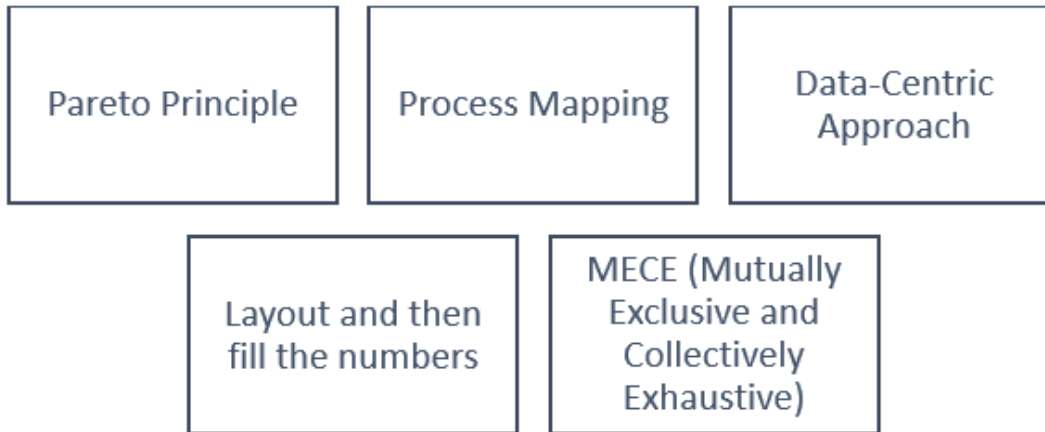 Pareto Principle
Process Mapping
Data-Centric
Approach
Layout and then
fill the numbers
MECE (Mutually
Exclusive and
Collectively
Exhaustive)